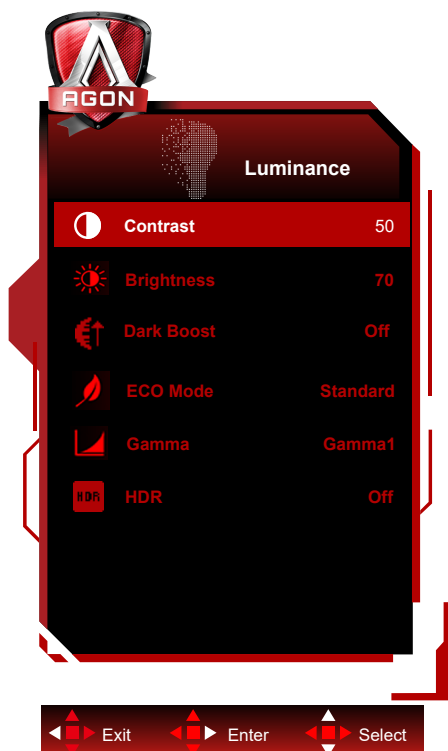 AGON
Luminance
Contrast 50
Brightness 70
Dark Boost Off
ECO Mode Standard
Gamma Gamma1
HDR HDR Off
Exit Enter Select